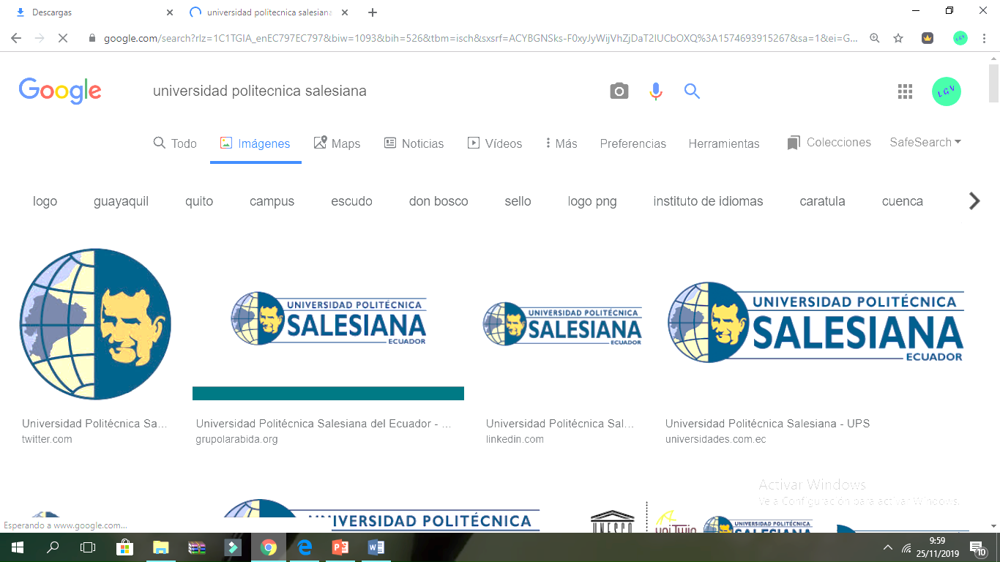 Descargas
universidad politecnica salesiana
google.com/search?rlz=1C1TGIA_enEC797EC797&biw=1093&bih=526&tbm=isch&sxsrf=ACYBGNSks-F0xyJyWijVhZjDaT2IUCbOXQ%3A1574693915267&sa=1&ei=G...
LGV
Google
universidad politecnica salesiana
LGV
Todo
Imágenes
Maps
Noticias
Vídeos
Más
Preferencias
Herramientas
Colecciones
SafeSearch
logo
guayaquil
quito
campus
escudo
don bosco
sello
logo png
instituto de idiomas
caratula
cuenca
UNIVERSIDAD POLITÉCNICA
SALESIANA
ECUADOR
UNIVERSIDAD POLITÉCNICA
SALESIANA
ECUADOR
UNIVERSIDAD POLITÉCNICA
SALESIANA
ECUADOR
Universidad Politécnica Sa...
twitter.com
Universidad Politécnica Salesiana del Ecuador - ...
grupolarabida.org
Universidad Politécnica Sal...
linkedin.com
Universidad Politécnica Salesiana - UPS
universidades.com.ec
Activar Windows
Ve a Configuración para activar Windows.
UNIVERSIDAD POLITÉCNICA
UNESCO
UNIVERSIDAD POLITÉCNICA
Esperando a www.google.com...
9:59
25/11/2019
10